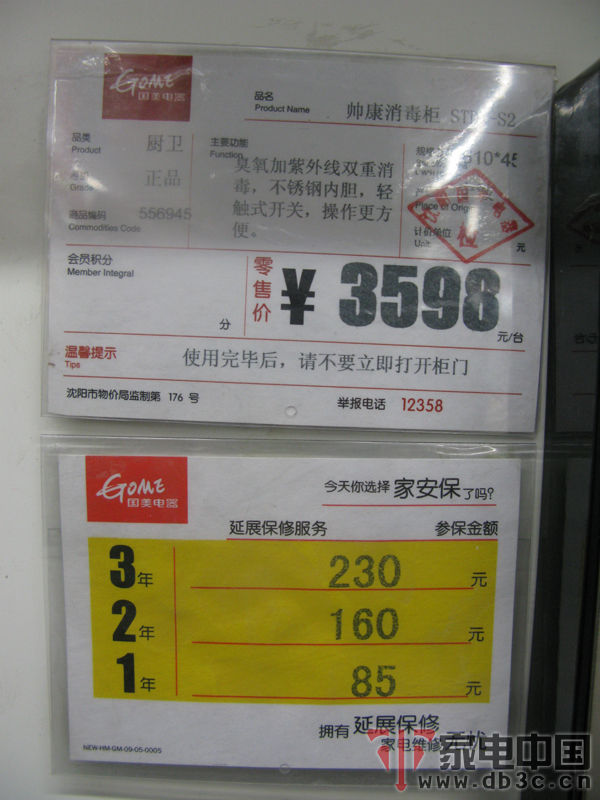 GOME
国美电器
品名
Product Name
帅康消毒柜
品类
Product
厨卫
主要功能
Function
臭氧加紫外线双重消
毒，不锈钢内胆，轻
触式开关，操作更方
便。
Grade
正品
商品编码
Commodities Code
556945
计价单位
Unit
元
会员积分
Member Integral
分
零售价
¥ 3598
元/台
温馨提示
Tips
使用完毕后，请不要立即打开柜门
沈阳市物价局监制第 176 号
举报电话 12358
GOME
国美电器
今天你选择 家安保 了吗?
延展保修服务 参保金额
3年 230 元
2年 160 元
1年 85 元
拥有 延展保修
家电维修无忧
NEW-HM-GM-09-05-0005
家电中国
www.db3c.cn